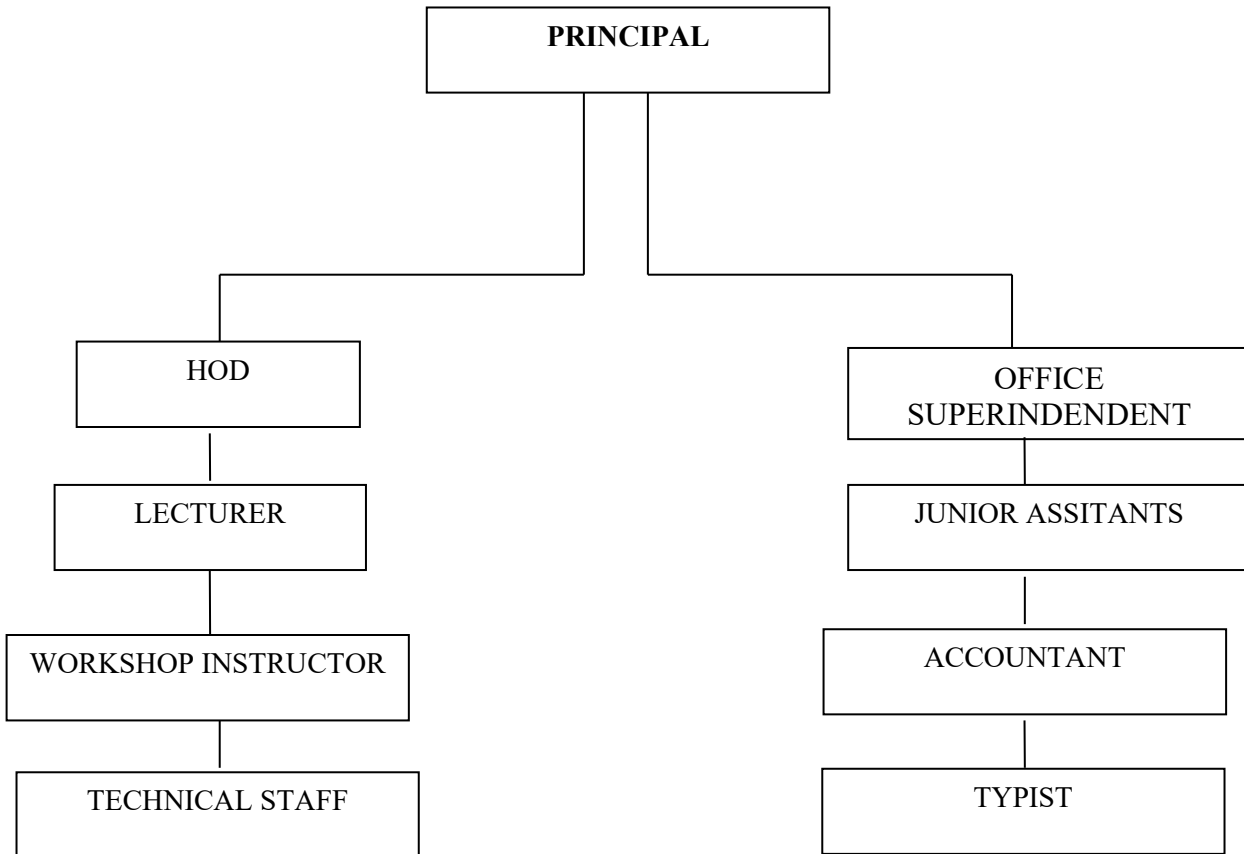 PRINCIPAL
HOD
OFFICE
SUPERINDENDENT
LECTURER
JUNIOR ASSITANTS
WORKSHOP INSTRUCTOR
ACCOUNTANT
TECHNICAL STAFF
TYPIST